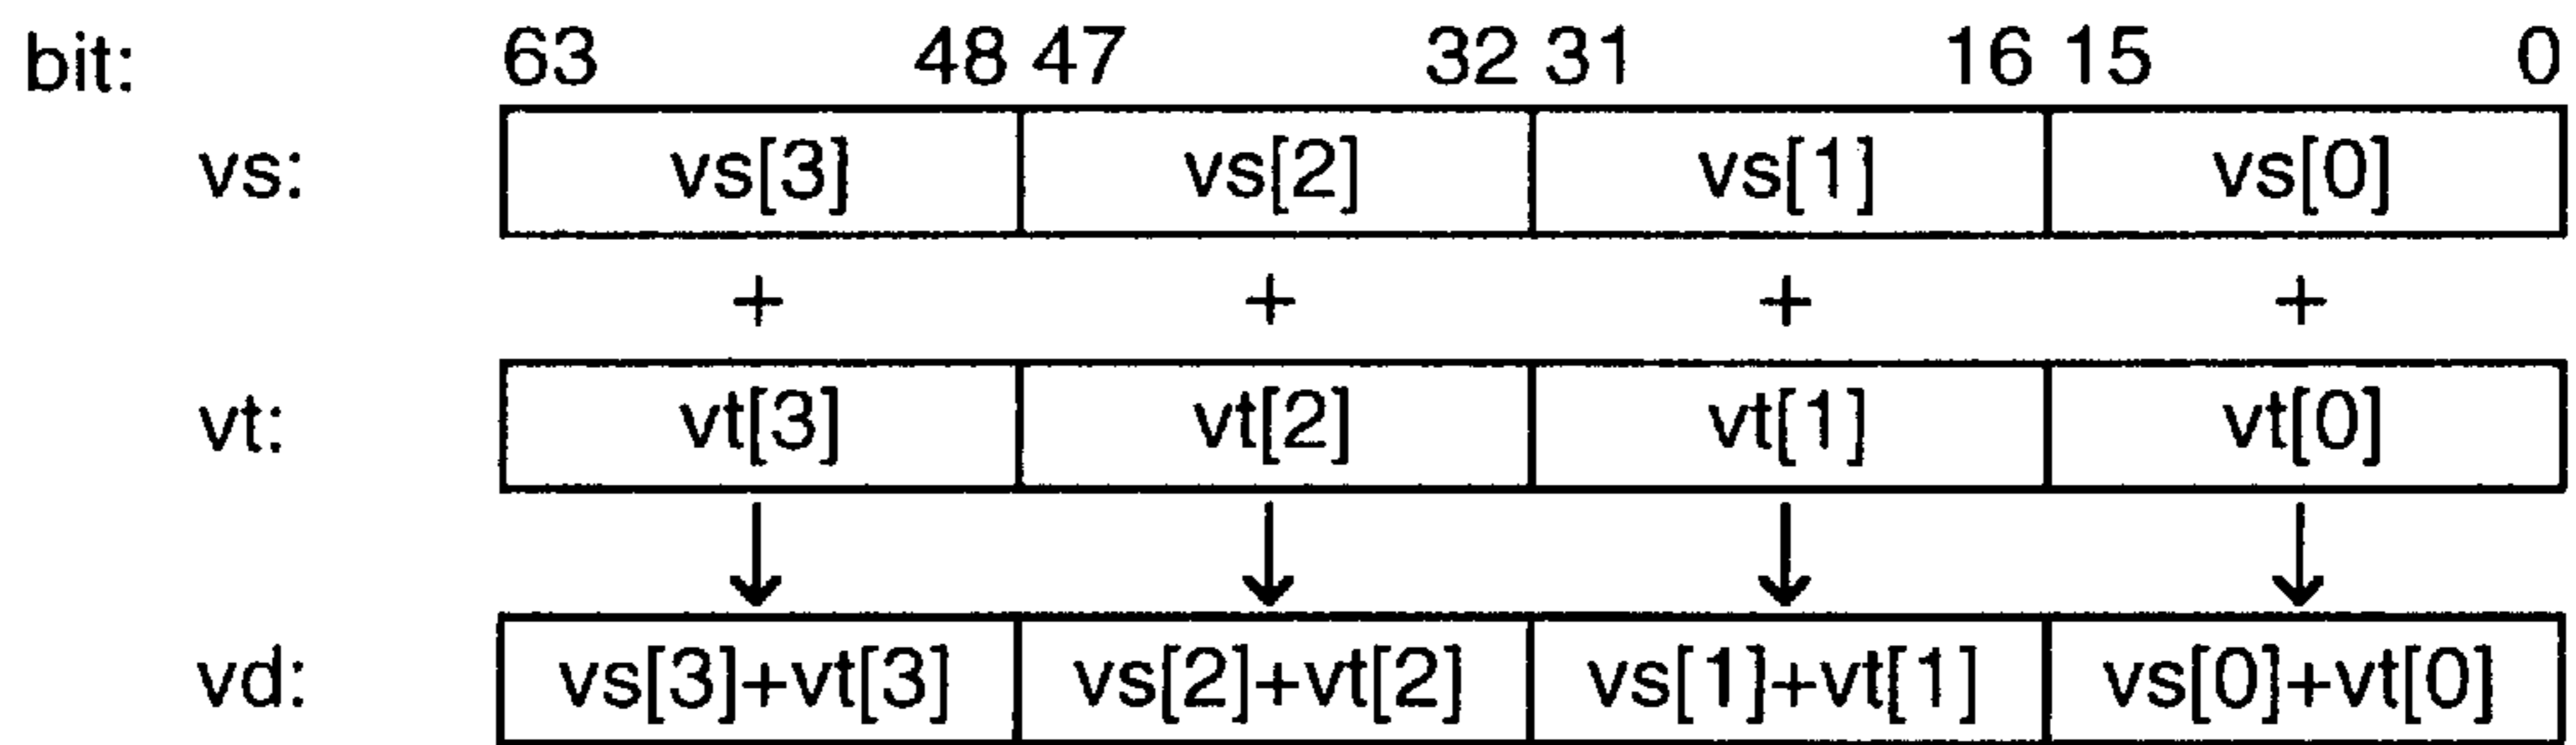 bit: 63 48 47 32 31 16 15 0
vs: vs[3] vs[2] vs[1] vs[0]
+ + + +
vt: vt[3] vt[2] vt[1] vt[0]
vd: vs[3]+vt[3] vs[2]+vt[2] vs[1]+vt[1] vs[0]+vt[0]